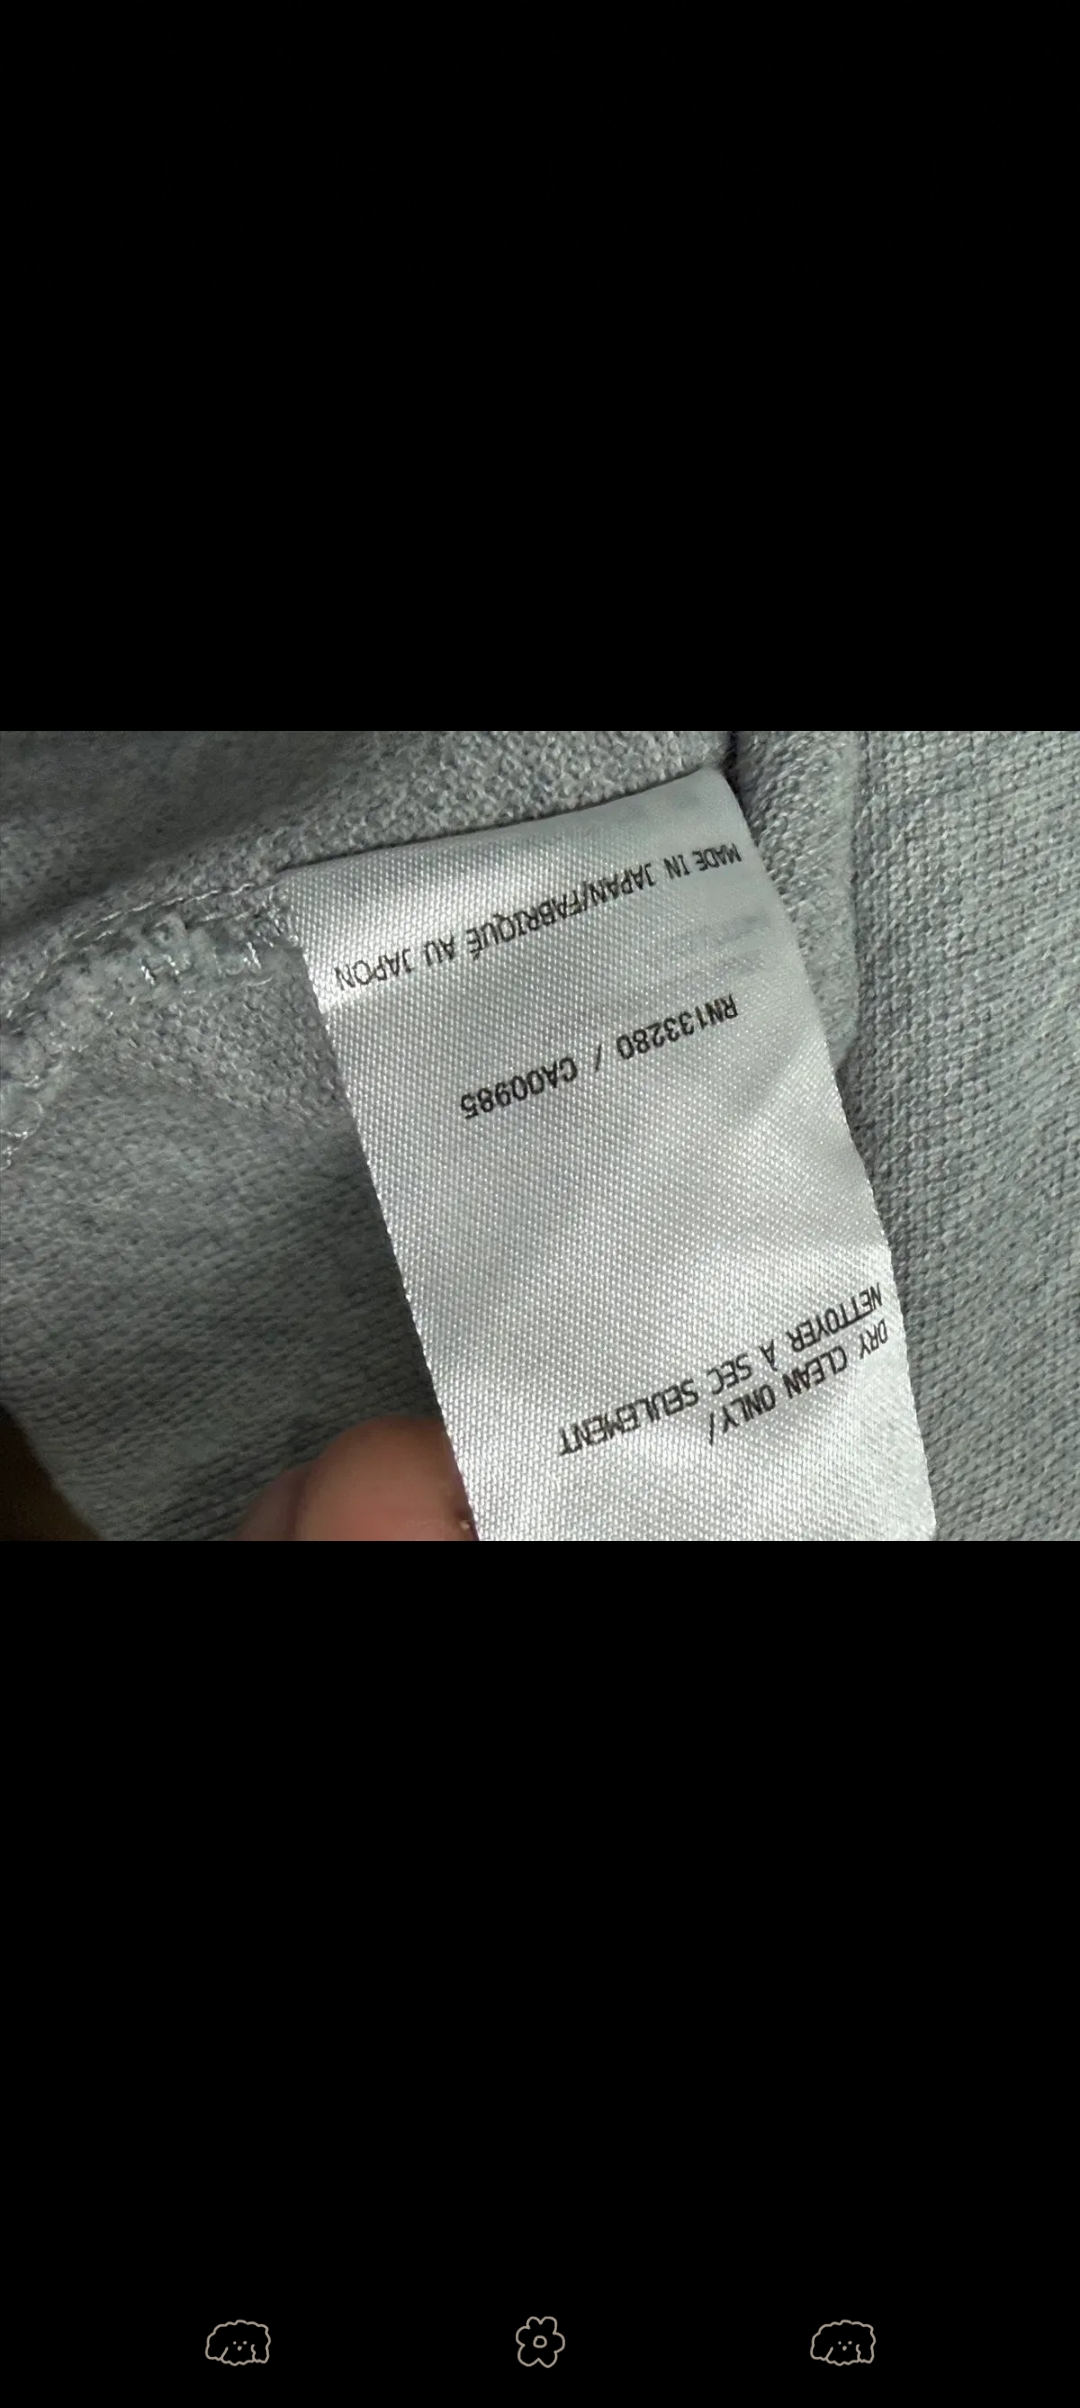 DRY CLEAN ONLY/
NETTOYER À SEC SEULEMENT
RN133280 / CA00985
MADE IN JAPAN/FABRIQUÉ AU JAPON